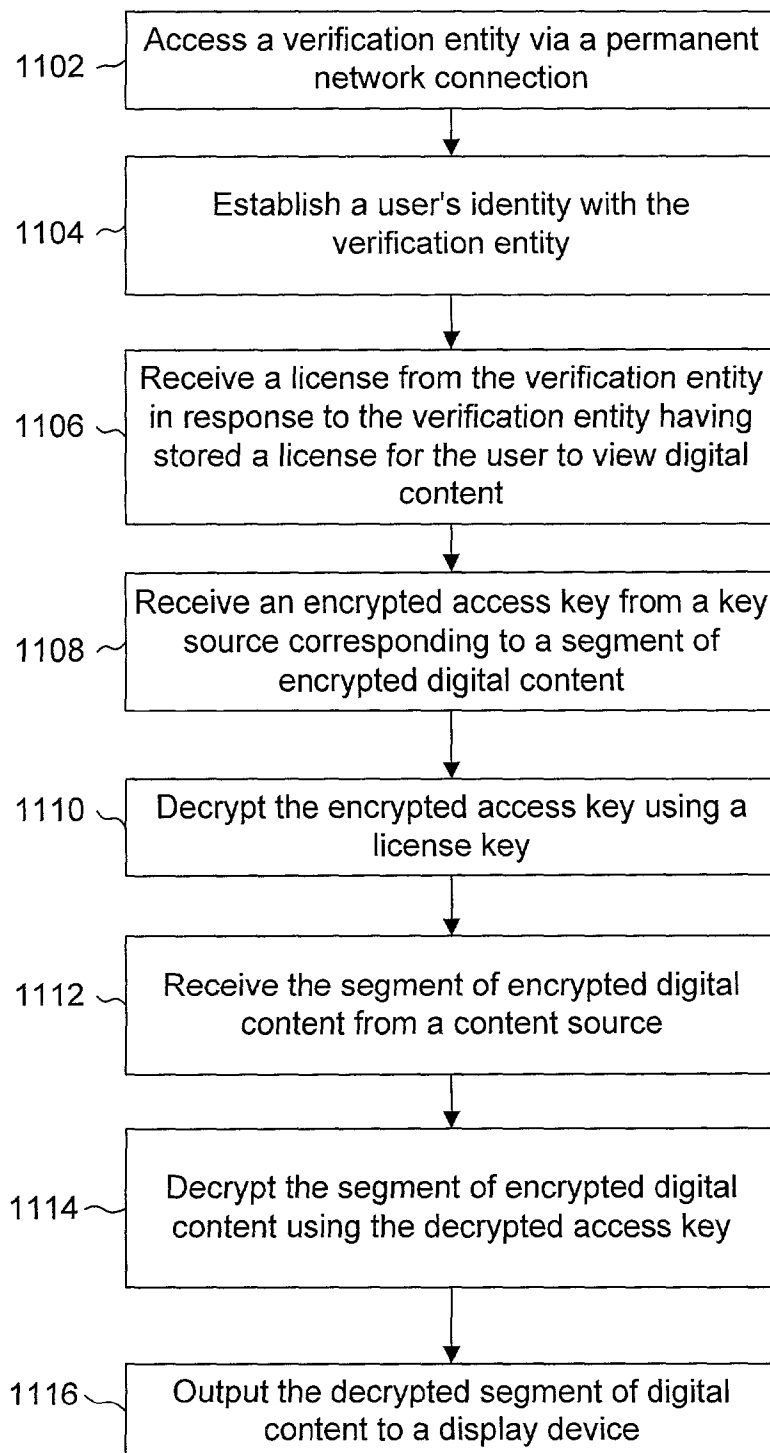 1102
Access a verification entity via a permanent
network connection
1104
Establish a user's identity with the
verification entity
1106
Receive a license from the verification entity
in response to the verification entity having
stored a license for the user to view digital
content
1108
Receive an encrypted access key from a key
source corresponding to a segment of
encrypted digital content
1110
Decrypt the encrypted access key using a
license key
1112
Receive the segment of encrypted digital
content from a content source
1114
Decrypt the segment of encrypted digital
content using the decrypted access key
1116
Output the decrypted segment of digital
content to a display device